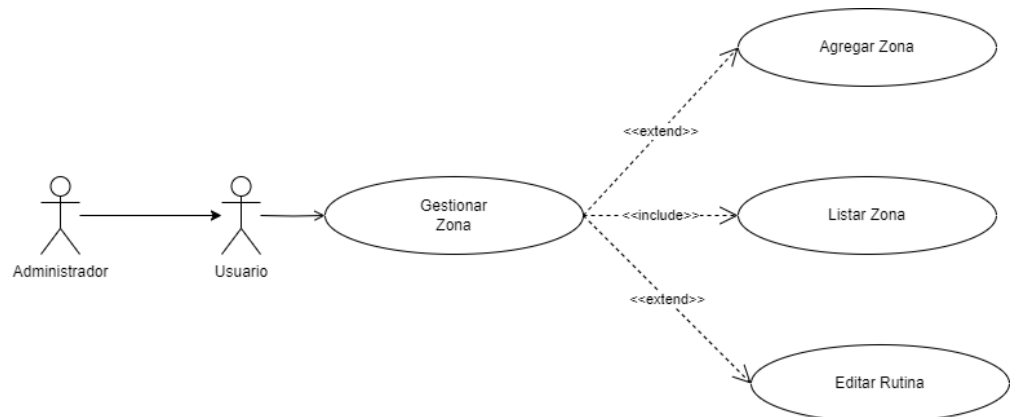 Agregar Zona
<<extend>>
Gestionar
Zona
<<include>>
Listar Zona
Administrador
Usuario
<<extend>>
Editar Rutina